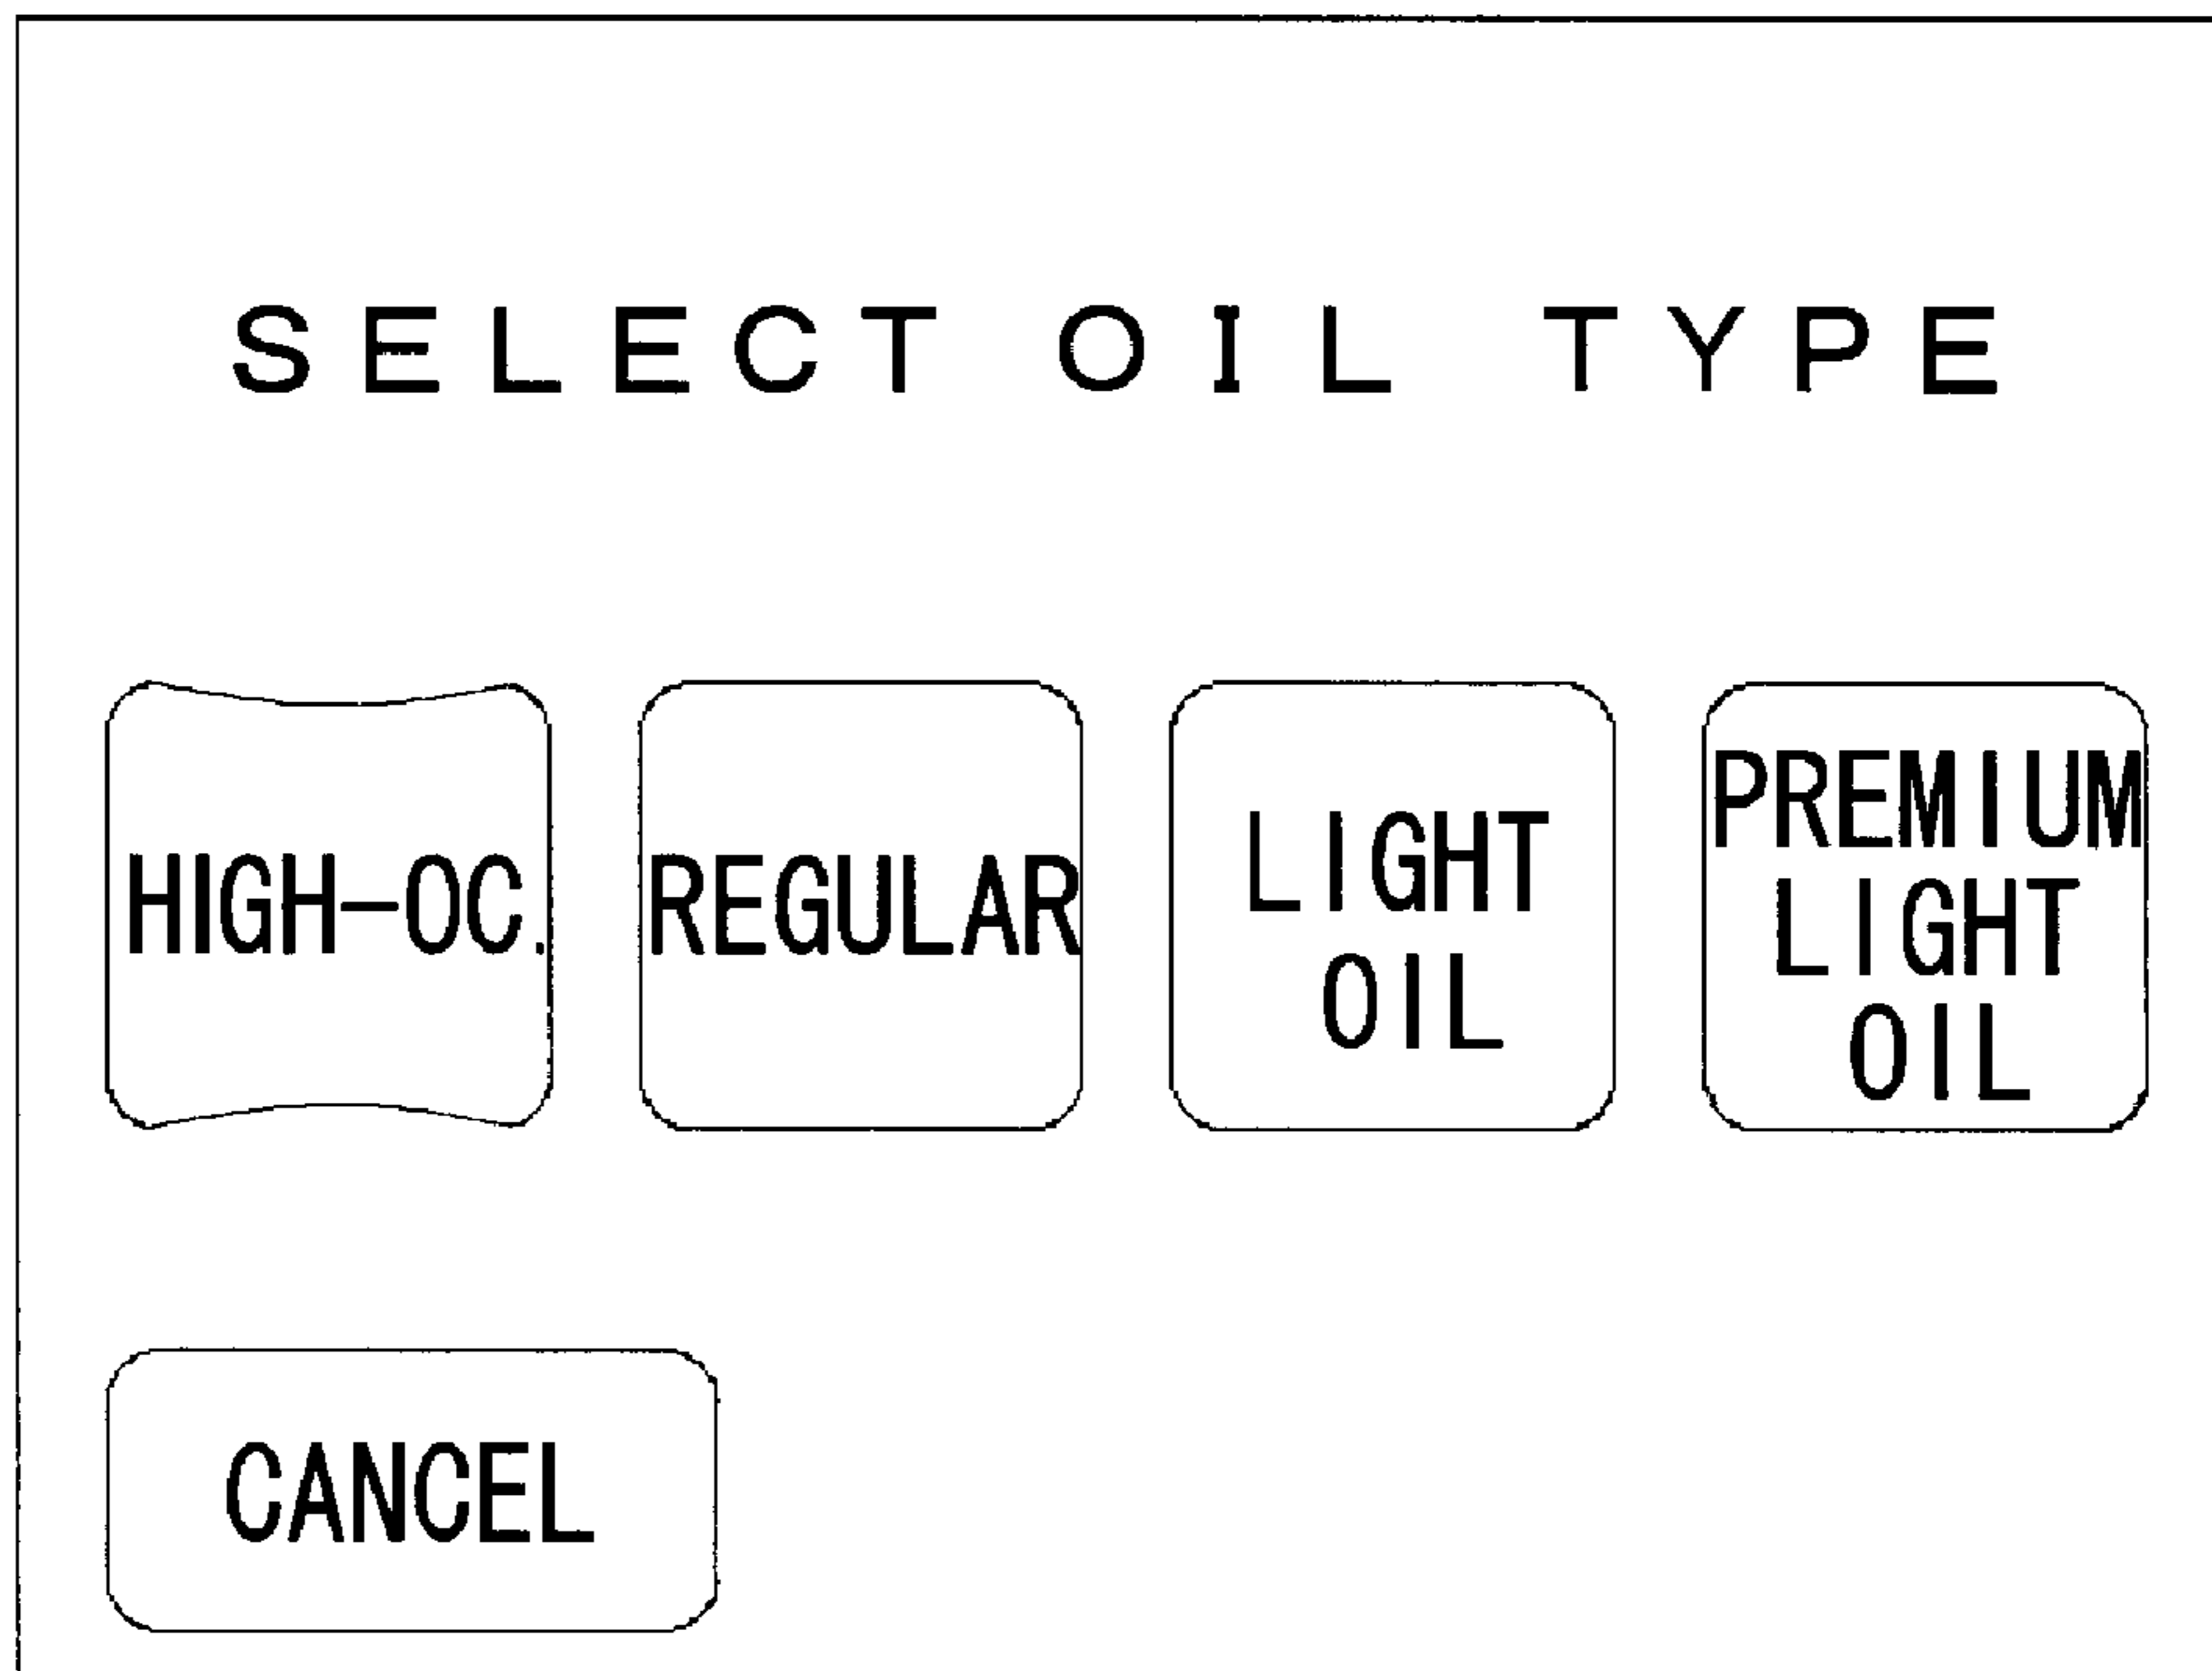 SELECT OIL TYPE
HIGH-OC.
REGULAR
LIGHT
OIL
PREMIUM
LIGHT
OIL
CANCEL